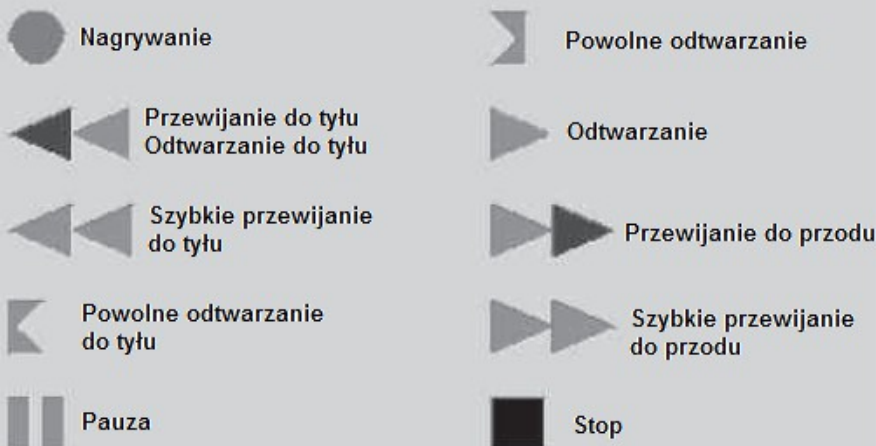 Nagrywanie
Przewijanie do tyłu
Odtwarzanie do tyłu
Szybkie przewijanie
do tyłu
Powolne odtwarzanie
do tyłu
Pauza
Powolne odtwarzanie
Odtwarzanie
Przewijanie do przodu
Szybkie przewijanie
do przodu
Stop